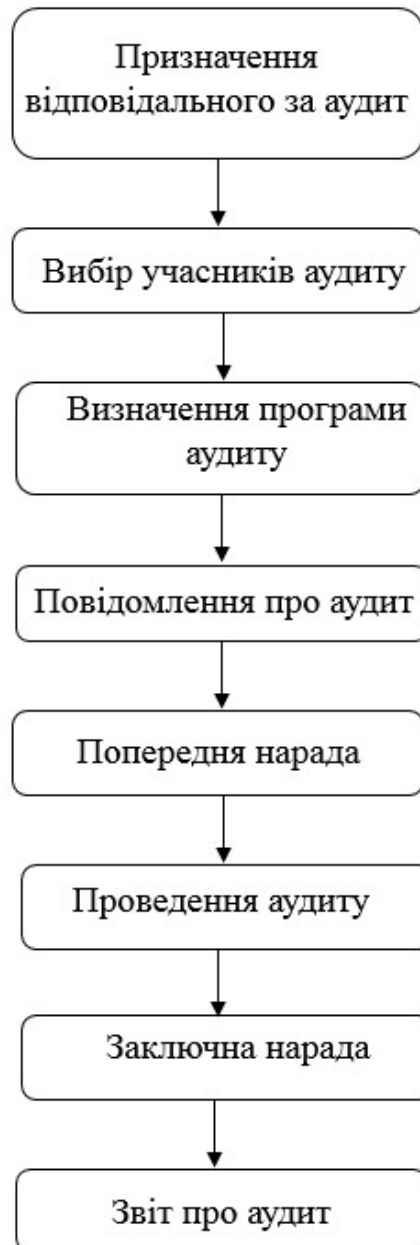 Призначення
відповідального за аудит
Вибір учасників аудиту
Визначення програми
аудиту
Повідомлення про аудит
Попередня нарада
Проведення аудиту
Заключна нарада
Звіт про аудит